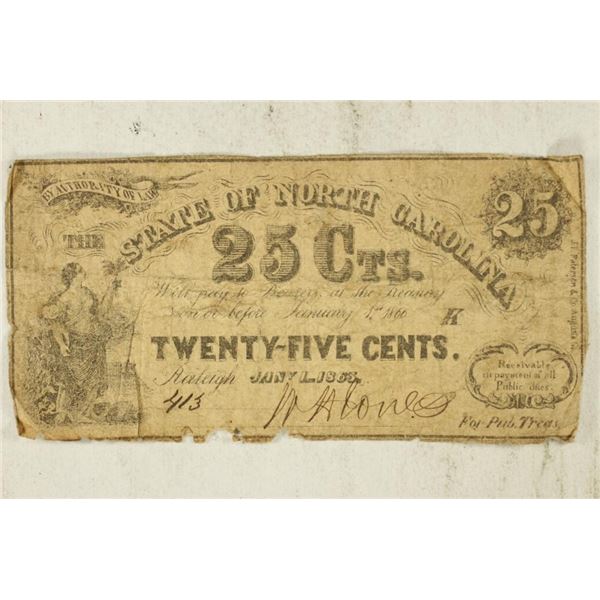 BY AUTHORITY OF LAW
THE STATE OF NORTH CAROLINA
25
25 CTS.
Will pay to Bearer, at the Treasury
on or before January 1st 1866 K
TWENTY-FIVE CENTS.
Raleigh JANY 1. 1863.
Receivable
in payment of all
Public dues.
413 W H Jones
For Pub. Treas